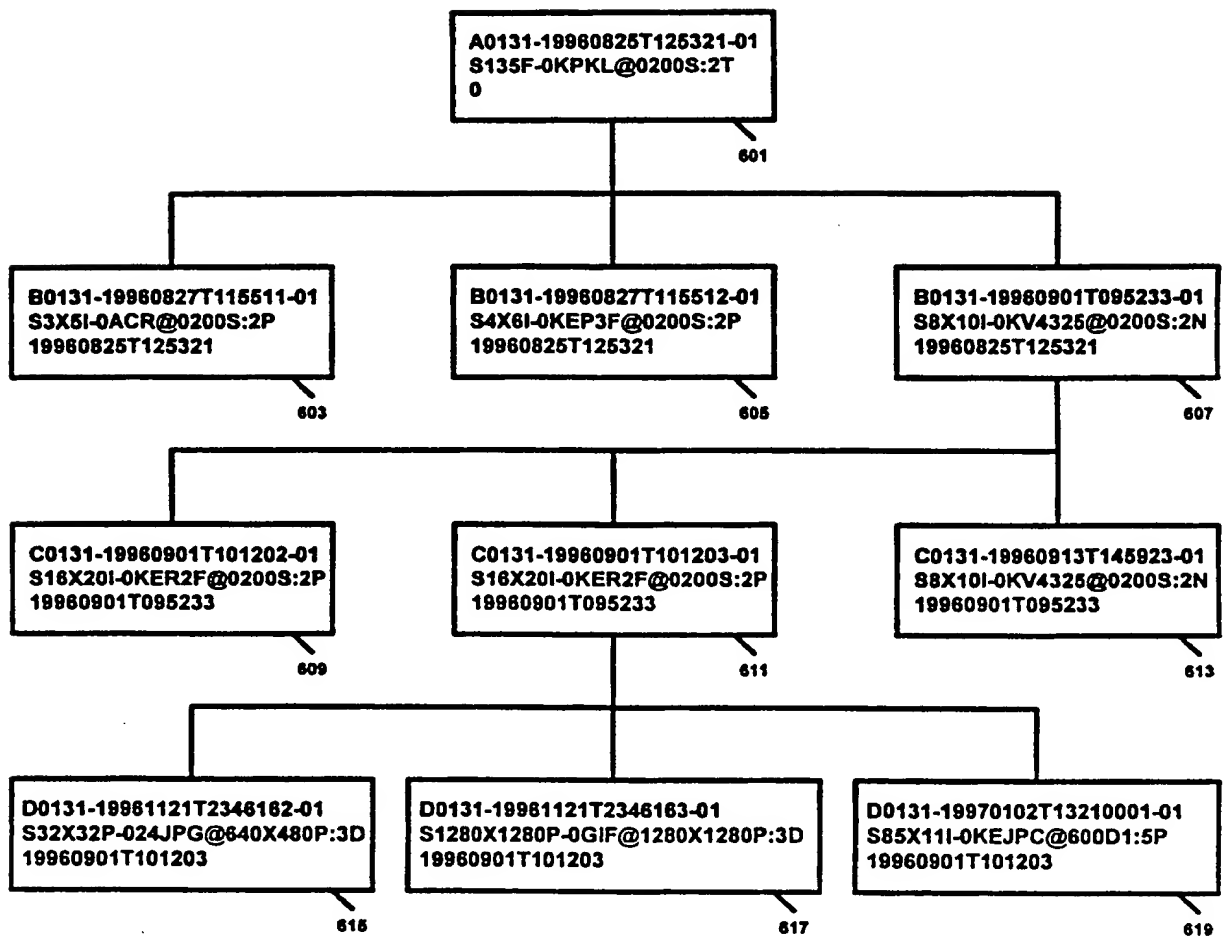 A0131-19960825T125321-01
S135F-0KPKL@0200S:2T
0
601
B0131-19960827T115511-01
S3X5I-0ACR@0200S:2P
19960825T125321
603
B0131-19960827T115512-01
S4X6I-0KEP3F@0200S:2P
19960825T125321
605
B0131-19960901T095233-01
S8X10I-0KV4325@0200S:2N
19960825T125321
607
C0131-19960901T101202-01
S16X20I-0KER2F@0200S:2P
19960901T095233
609
C0131-19960901T101203-01
S16X20I-0KER2F@0200S:2P
19960901T095233
611
C0131-19960913T145923-01
S8X10I-0KV4325@0200S:2N
19960901T095233
613
D0131-19961121T2346162-01
S32X32P-024JPG@640X480P:3D
19960901T101203
615
D0131-19961121T2346163-01
S1280X1280P-0GIF@1280X1280P:3D
19960901T101203
617
D0131-19970102T13210001-01
S85X11I-0KEJPC@600D1:5P
19960901T101203
619